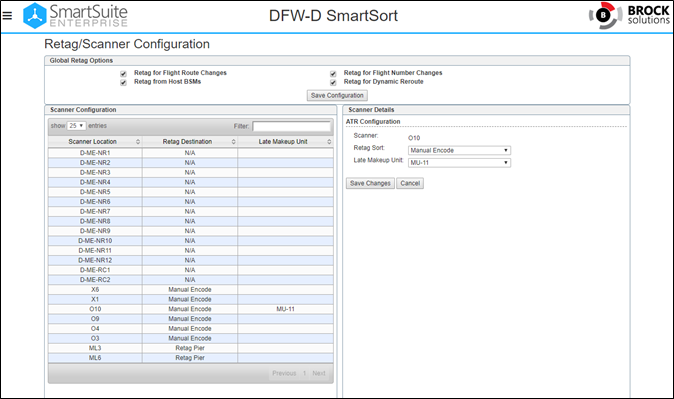 SmartSuite
ENTERPRISE
DFW-D SmartSort
B
BROCK
solutions
Retag/Scanner Configuration
Global Retag Options
Retag for Flight Route Changes
Retag for Flight Number Changes
Retag from Host BSMs
Retag for Dynamic Reroute
Save Configuration
Scanner Configuration
show 25 entries
Filter:
Scanner Location Retag Destination Late Makeup Unit
D-ME-NR1 N/A
D-ME-NR2 N/A
D-ME-NR3 N/A
D-ME-NR4 N/A
D-ME-NR5 N/A
D-ME-NR6 N/A
D-ME-NR7 N/A
D-ME-NR8 N/A
D-ME-NR9 N/A
D-ME-NR10 N/A
D-ME-NR11 N/A
D-ME-NR12 N/A
D-ME-RC1 N/A
D-ME-RC2 N/A
X6 Manual Encode
X1 Manual Encode
O10 Manual Encode MU-11
O9 Manual Encode
O4 Manual Encode
O3 Manual Encode
ML3 Retag Pier
ML6 Retag Pier
Previous | Next
Scanner Details
ATR Configuration
Scanner: O10
Retag Sort: Manual Encode
Late Makeup Unit: MU-11
Save Changes Cancel